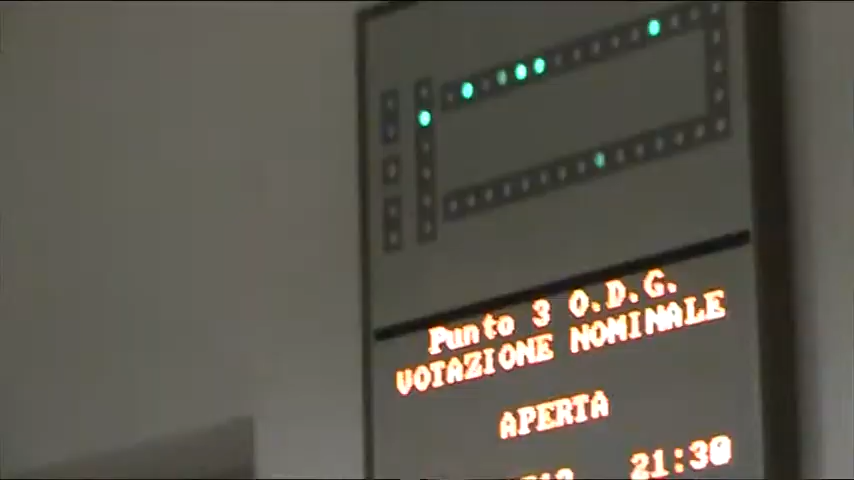 Punto 3 O.D.G.
VOTAZIONE NOMINALE
APERTA
21:30